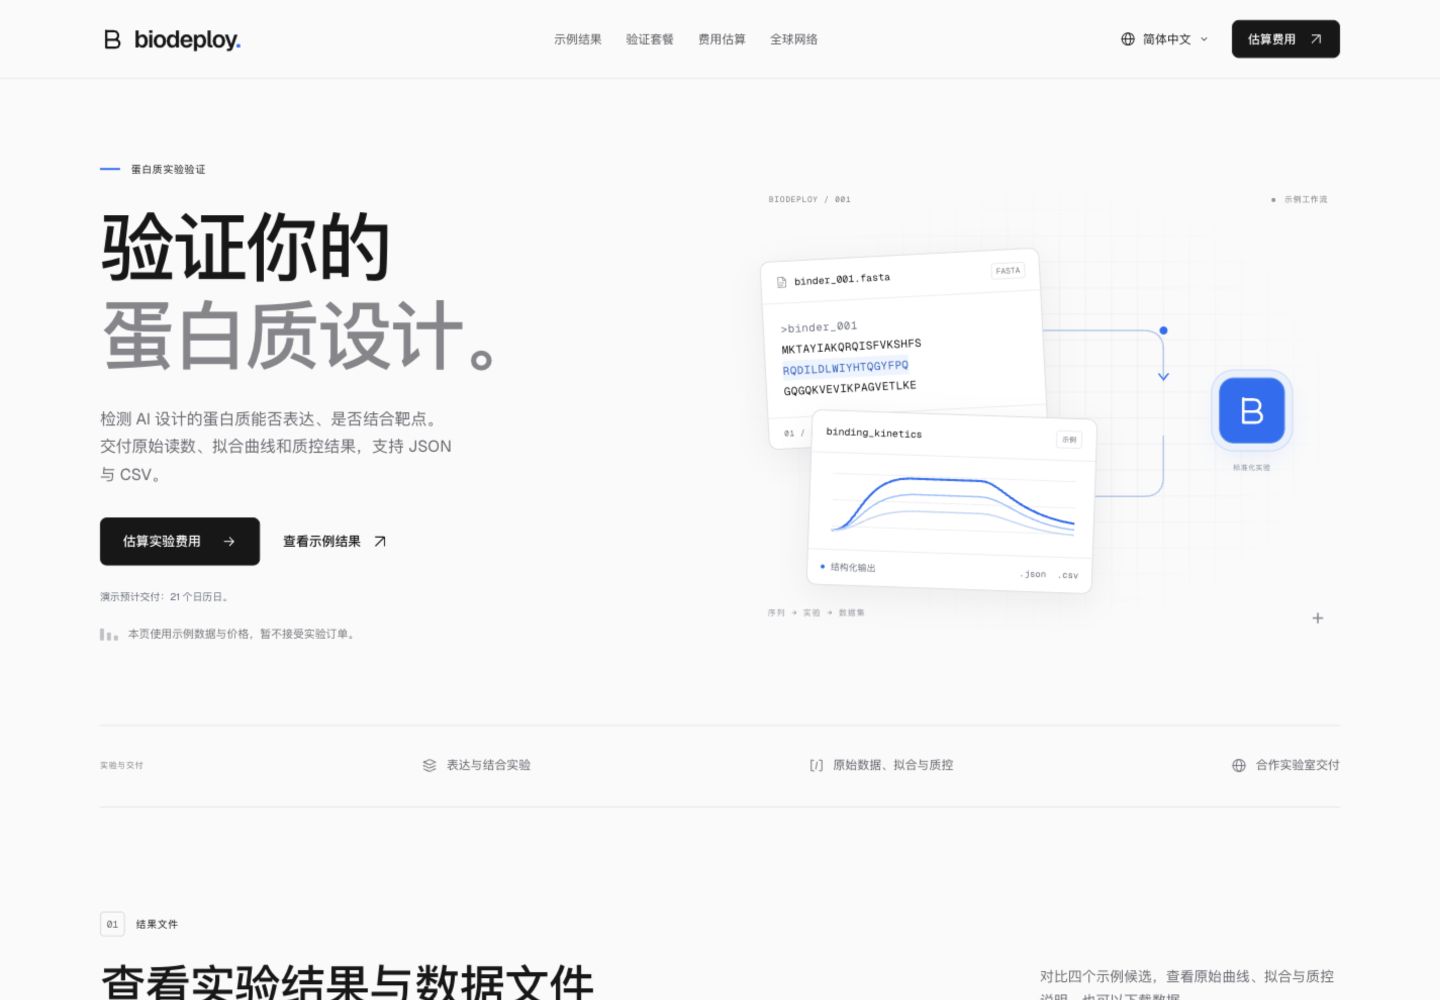 B biodeploy.
示例结果 验证套餐 费用估算 全球网络
简体中文
估算费用
蛋白质实验验证
验证你的
蛋白质设计。
检测 AI 设计的蛋白质能否表达、是否结合靶点。
交付原始读数、拟合曲线和质控结果，支持 JSON
与 CSV。
估算实验费用
查看示例结果
演示预计交付：21 个日历日。
本页使用示例数据与价格，暂不接受实验订单。
BIODEPLOY / 001
示例工作流
binder_001.fasta
FASTA
>binder_001
MKTAYIAKQRQISFVKSHFS
RQDILDLWIYHTQGYFPQ
GQGQKVEVIKPAGVETLKE
01 /
binding_kinetics
示例
结构化输出
.json .csv
B
标准化实验
序列 → 实验 → 数据集
实验与交付
表达与结合实验
原始数据、拟合与质控
合作实验室交付
01 结果文件
查看实验结果与数据文件
对比四个示例候选，查看原始曲线、拟合与质控
说明，也可以下载数据。